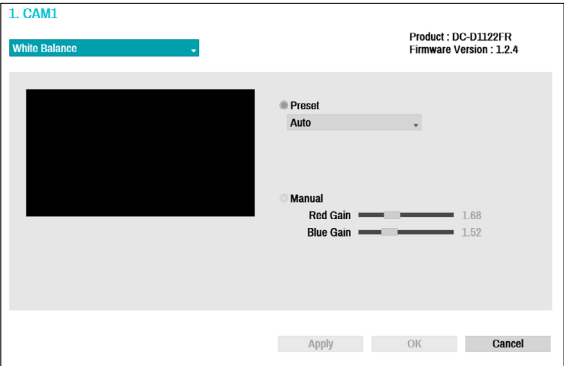 1. CAM1
White Balance
Product : DC-D1122FR
Firmware Version : 1.2.4
Preset
Auto
Manual
Red Gain 1.68
Blue Gain 1.52
Apply OK Cancel